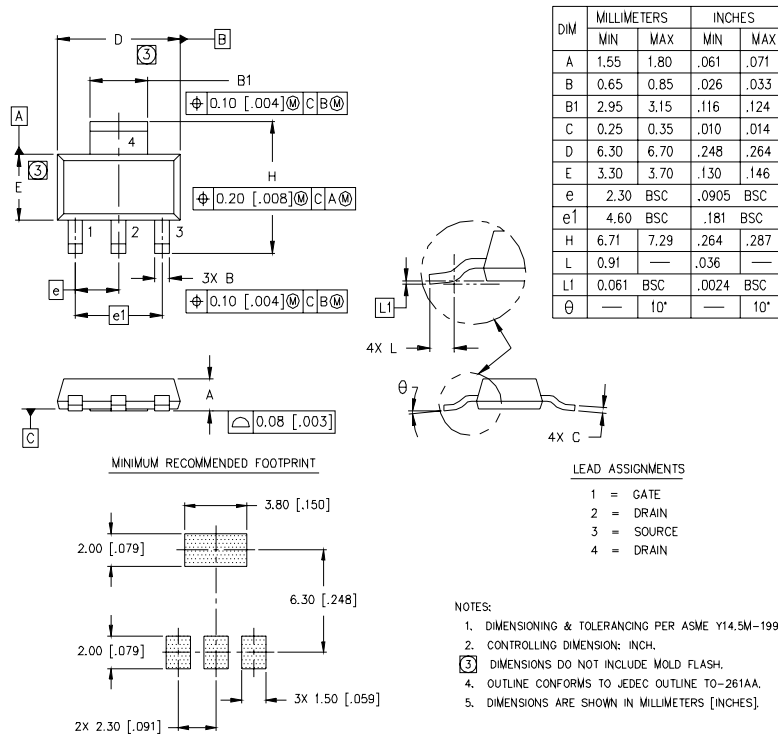 D
B
3
B1
⌖ 0.10 [.004]Ⓜ C BⓂ
A
4
E
3
H
⌖ 0.20 [.008]Ⓜ C AⓂ
1 2 3
3X B
e
⌖ 0.10 [.004]Ⓜ C BⓂ
e1
L1
4X L
A
θ
C
⌓ 0.08 [.003]
4X C
DIM MILLIMETERS INCHES
MIN MAX MIN MAX
A 1.55 1.80 .061 .071
B 0.65 0.85 .026 .033
B1 2.95 3.15 .116 .124
C 0.25 0.35 .010 .014
D 6.30 6.70 .248 .264
E 3.30 3.70 .130 .146
e 2.30 BSC .0905 BSC
e1 4.60 BSC .181 BSC
H 6.71 7.29 .264 .287
L 0.91 — .036 —
L1 0.061 BSC .0024 BSC
θ — 10° — 10°
MINIMUM RECOMMENDED FOOTPRINT
3.80 [.150]
2.00 [.079]
6.30 [.248]
2.00 [.079]
3X 1.50 [.059]
2X 2.30 [.091]
LEAD ASSIGNMENTS
1 = GATE
2 = DRAIN
3 = SOURCE
4 = DRAIN
NOTES:
1. DIMENSIONING & TOLERANCING PER ASME Y14.5M-199
2. CONTROLLING DIMENSION: INCH.
3 DIMENSIONS DO NOT INCLUDE MOLD FLASH.
4. OUTLINE CONFORMS TO JEDEC OUTLINE TO-261AA.
5. DIMENSIONS ARE SHOWN IN MILLIMETERS [INCHES].